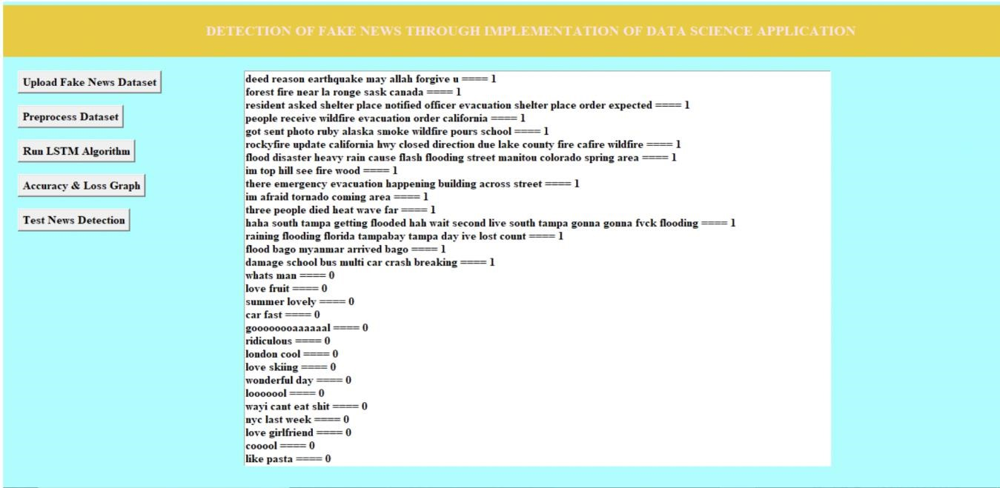 DETECTION OF FAKE NEWS THROUGH IMPLEMENTATION OF DATA SCIENCE APPLICATION
Upload Fake News Dataset
Preprocess Dataset
Run LSTM Algorithm
Accuracy & Loss Graph
Test News Detection
deed reason earthquake may allah forgive u ==== 1
forest fire near la ronge sask canada ==== 1
resident asked shelter place notified officer evacuation shelter place order expected ==== 1
people receive wildfire evacuation order california ==== 1
got sent photo ruby alaska smoke wildfire pours school ==== 1
rockyfire update california hwy closed direction due lake county fire cafire wildfire ==== 1
flood disaster heavy rain cause flash flooding street manitou colorado spring area ==== 1
im top hill see fire wood ==== 1
there emergency evacuation happening building across street ==== 1
im afraid tornado coming area ==== 1
three people died heat wave far ==== 1
haha south tampa getting flooded hah wait second live south tampa gonna gonna fvck flooding ==== 1
raining flooding florida tampabay tampa day ive lost count ==== 1
flood bago myanmar arrived bago ==== 1
damage school bus multi car crash breaking ==== 1
whats man ==== 0
love fruit ==== 0
summer lovely ==== 0
car fast ==== 0
goooooooaaaaaal ==== 0
ridiculous ==== 0
london cool ==== 0
love skiing ==== 0
wonderful day ==== 0
looooool ==== 0
wayi cant eat shit ==== 0
nyc last week ==== 0
love girlfriend ==== 0
cooool ==== 0
like pasta ==== 0